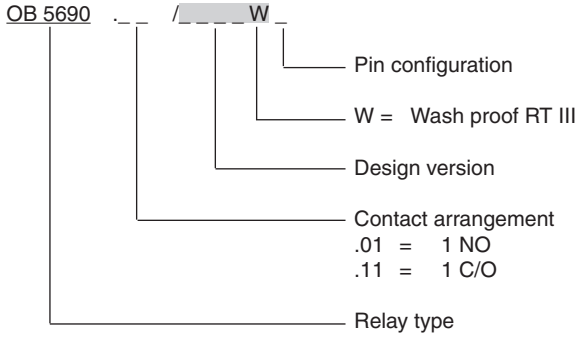 OB 5690 ._ _ /_ _ _ _ W _
Pin configuration
W = Wash proof RT III
Design version
Contact arrangement
.01 = 1 NO
.11 = 1 C/O
Relay type